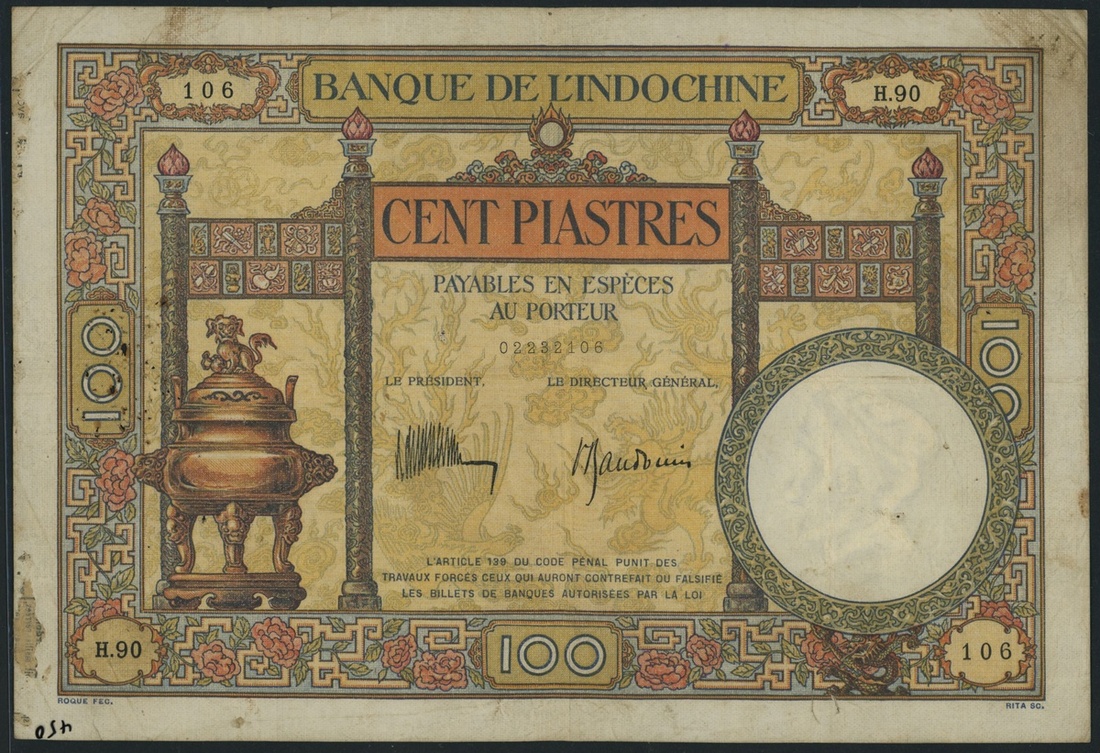 106
BANQUE DE L'INDOCHINE
H.90
CENT PIASTRES
PAYABLES EN ESPÈCES
AU PORTEUR
02232106
LE PRÉSIDENT,
LE DIRECTEUR GÉNÉRAL,
100
100
L'ARTICLE 139 DU CODE PÉNAL PUNIT DES
TRAVAUX FORCÉS CEUX QUI AURONT CONTREFAIT OU FALSIFIÉ
LES BILLETS DE BANQUES AUTORISÉES PAR LA LOI
H.90
100
106
ROQUE FEC.
RITA SC.
450